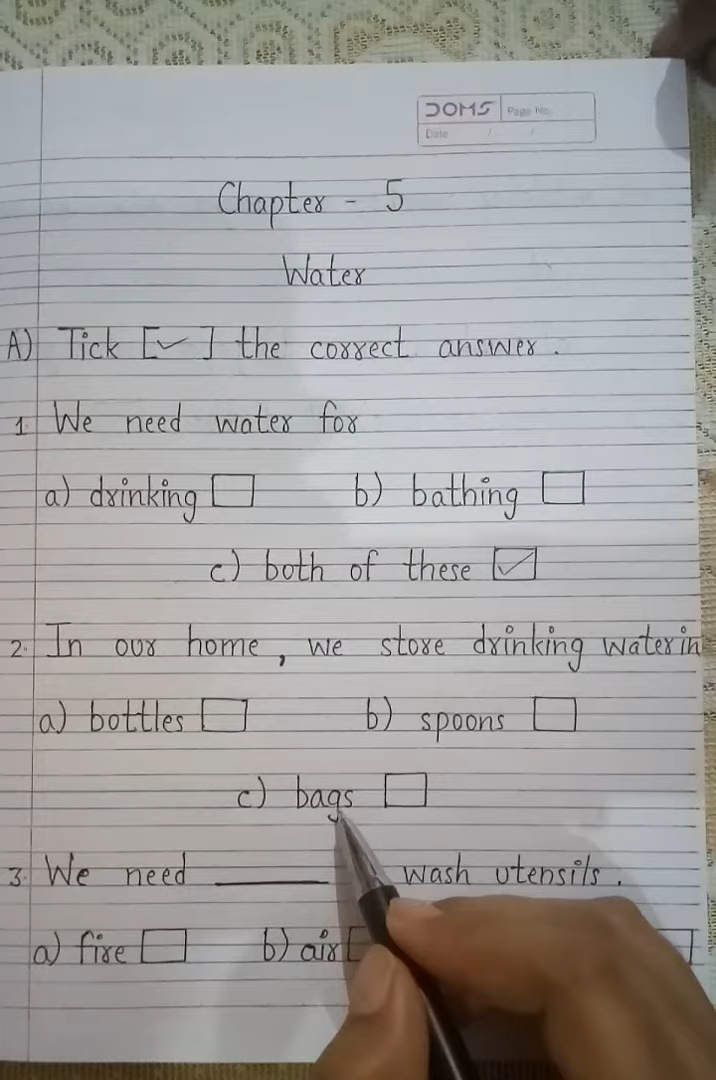 DOMS Page No.
Date / /
Chapter - 5
Water
A) Tick [✓] the correct answer.
1. We need water for
a) drinking b) bathing
c) both of these ✓
2. In our home, we store drinking water in
a) bottles b) spoons
c) bags
3. We need ______ wash utensils.
a) fire b) air